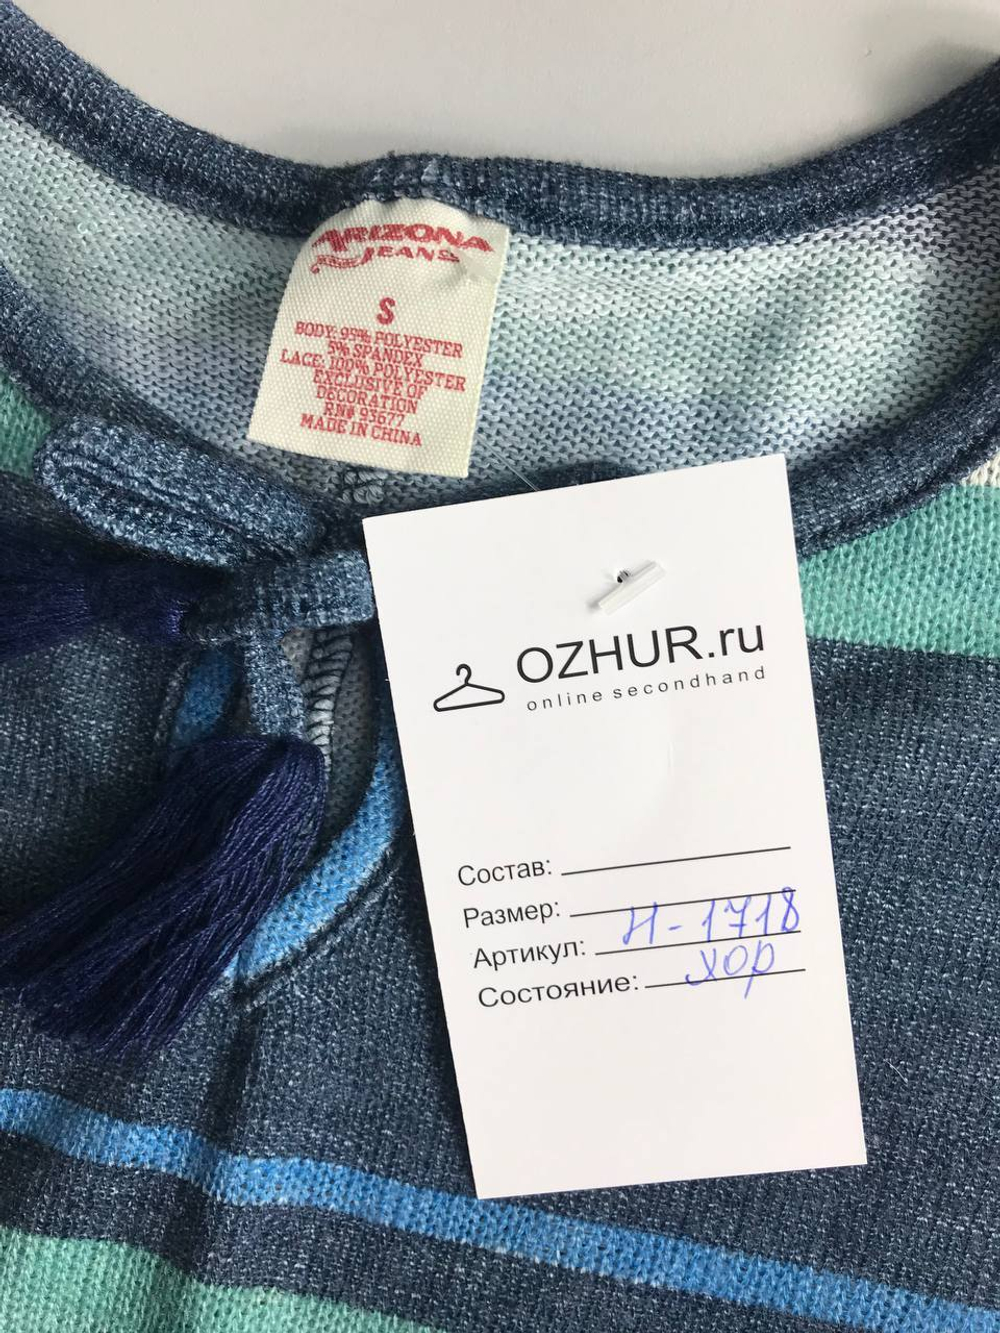 ARIZONA
JEANS
S
BODY: 95% POLYESTER
5% SPANDEX
LACE: 100% POLYESTER
EXCLUSIVE OF
DECORATION
RN# 93677
MADE IN CHINA
OZHUR.ru
online secondhand
Состав:
Размер:
Артикул: Н-1718
Состояние: хор